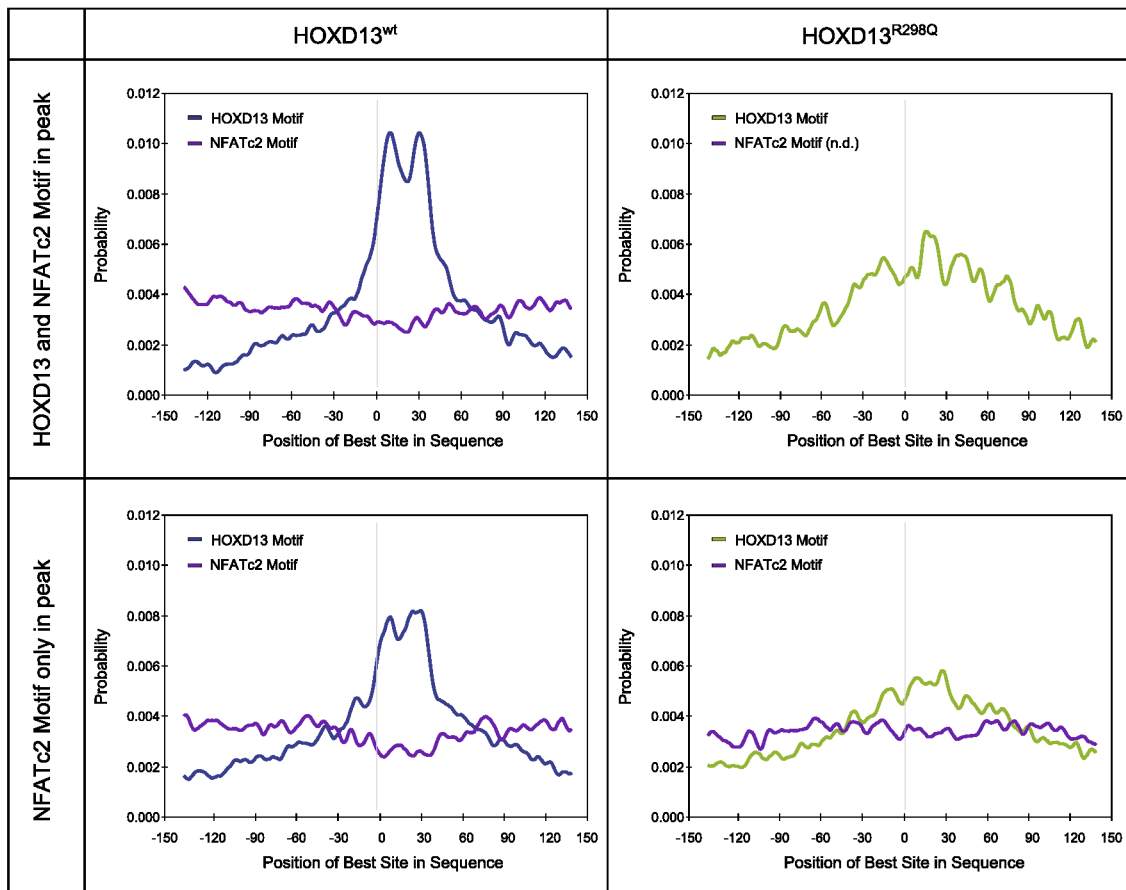 HOXD13wt
HOXD13R298Q
HOXD13 and NFATc2 Motif in peak
0.012
0.010
0.008
0.006
0.004
0.002
0.000
Probability
HOXD13 Motif
NFATc2 Motif
-150 -120 -90 -60 -30 0 30 60 90 120 150
Position of Best Site in Sequence
0.012
0.010
0.008
0.006
0.004
0.002
0.000
Probability
HOXD13 Motif
NFATc2 Motif (n.d.)
-150 -120 -90 -60 -30 0 30 60 90 120 150
Position of Best Site in Sequence
NFATc2 Motif only in peak
0.012
0.010
0.008
0.006
0.004
0.002
0.000
Probability
HOXD13 Motif
NFATc2 Motif
-150 -120 -90 -60 -30 0 30 60 90 120 150
Position of Best Site in Sequence
0.012
0.010
0.008
0.006
0.004
0.002
0.000
Probability
HOXD13 Motif
NFATc2 Motif
-150 -120 -90 -60 -30 0 30 60 90 120 150
Position of Best Site in Sequence